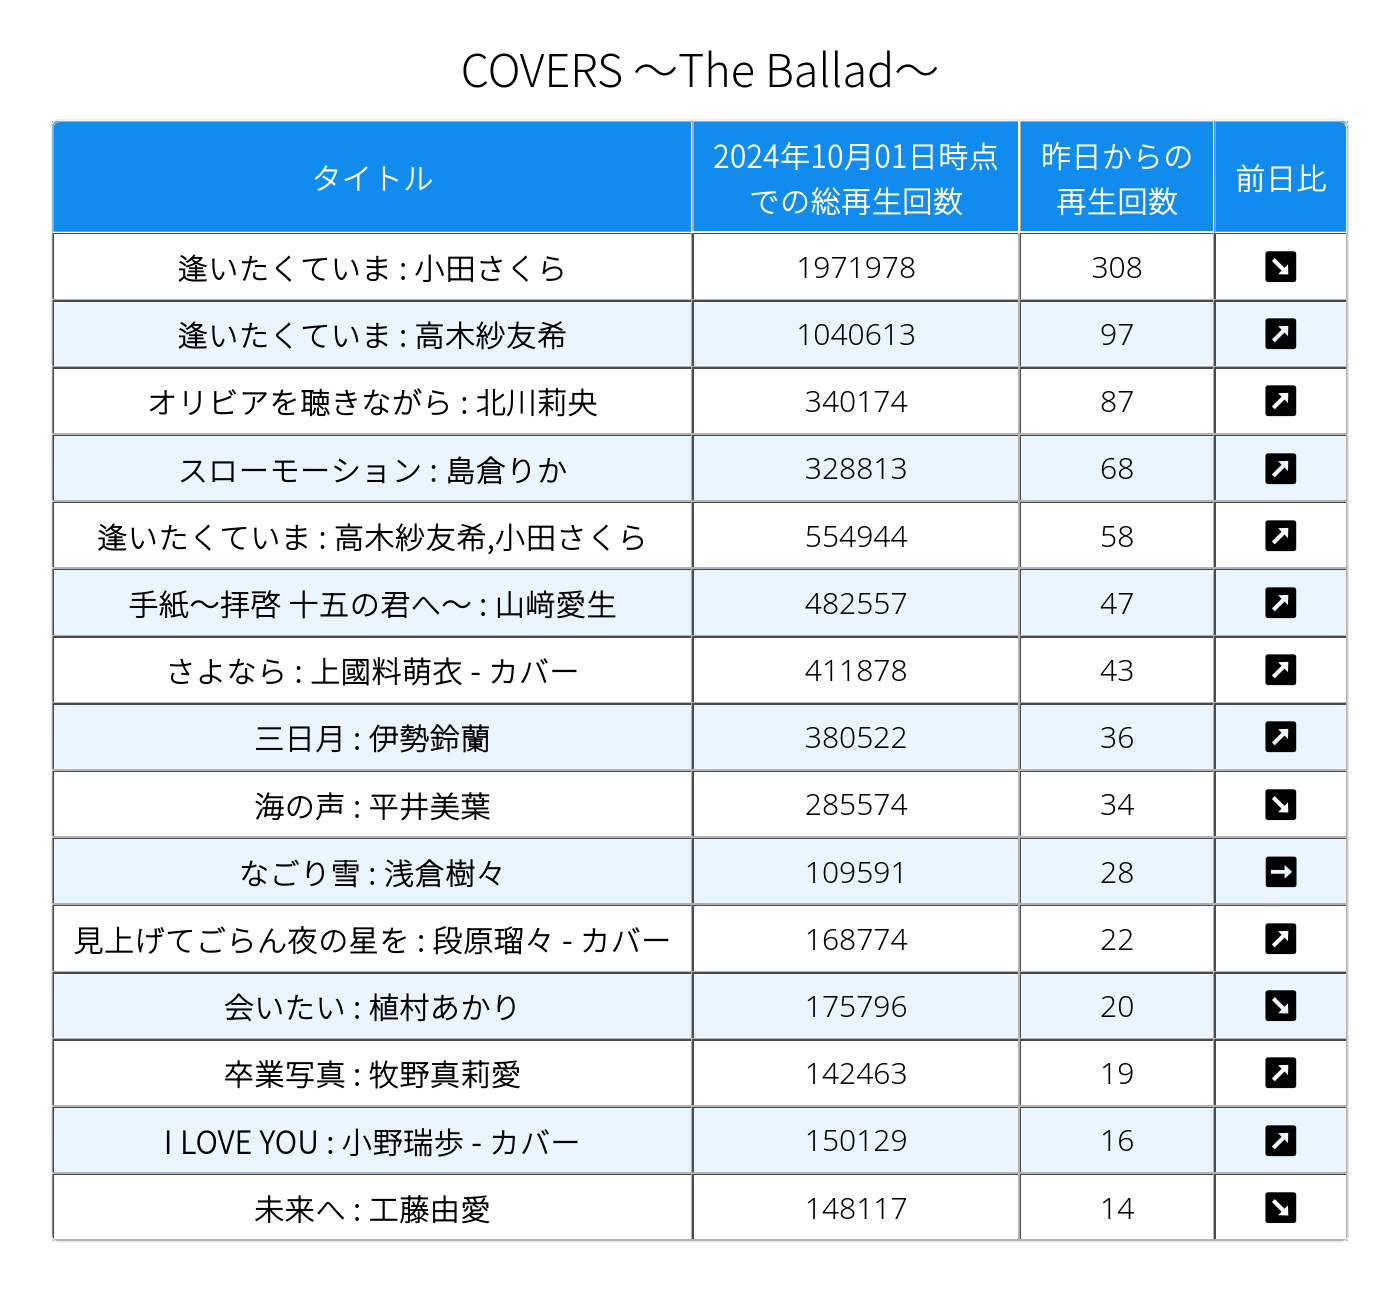 COVERS ～The Ballad～
タイトル 2024年10月01日時点での総再生回数 昨日からの再生回数 前日比
逢いたくていま : 小田さくら 1971978 308 ↘
逢いたくていま : 高木紗友希 1040613 97 ↗
オリビアを聴きながら : 北川莉央 340174 87 ↗
スローモーション : 島倉りか 328813 68 ↗
逢いたくていま : 高木紗友希,小田さくら 554944 58 ↗
手紙～拝啓 十五の君へ～ : 山﨑愛生 482557 47 ↗
さよなら : 上國料萌衣 - カバー 411878 43 ↗
三日月 : 伊勢鈴蘭 380522 36 ↗
海の声 : 平井美葉 285574 34 ↘
なごり雪 : 浅倉樹々 109591 28 →
見上げてごらん夜の星を : 段原瑠々 - カバー 168774 22 ↗
会いたい : 植村あかり 175796 20 ↘
卒業写真 : 牧野真莉愛 142463 19 ↗
I LOVE YOU : 小野瑞歩 - カバー 150129 16 ↗
未来へ : 工藤由愛 148117 14 ↘